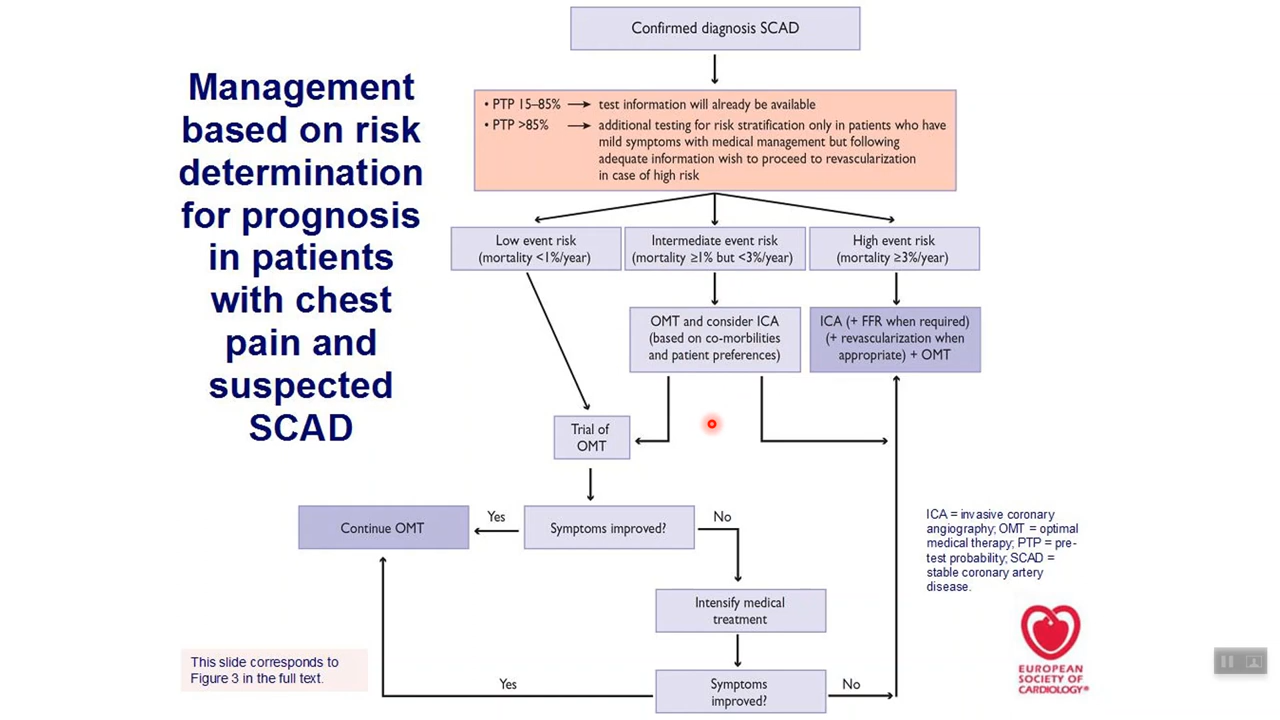 Management
based on risk
determination
for prognosis
in patients
with chest
pain and
suspected
SCAD
Confirmed diagnosis SCAD
• PTP 15–85% → test information will already be available
• PTP >85% → additional testing for risk stratification only in patients who have
mild symptoms with medical management but following
adequate information wish to proceed to revascularization
in case of high risk
Low event risk
(mortality <1%/year)
Intermediate event risk
(mortality ≥1% but <3%/year)
High event risk
(mortality ≥3%/year)
OMT and consider ICA
(based on co-morbilities
and patient preferences)
ICA (+ FFR when required)
(+ revascularization when
appropriate) + OMT
Trial of
OMT
Symptoms improved?
Yes
No
Continue OMT
Intensify medical
treatment
Symptoms
improved?
Yes
No
ICA = invasive coronary
angiography; OMT = optimal
medical therapy; PTP = pre-
test probability; SCAD =
stable coronary artery
disease.
This slide corresponds to
Figure 3 in the full text.
EUROPEAN
SOCIETY OF
CARDIOLOGY®